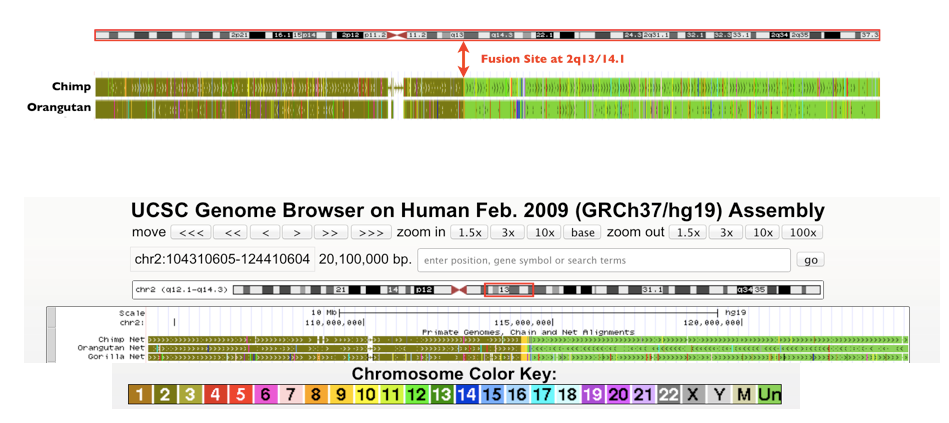 2p21 16.1 15 p14 2p12 p11.2 11.2 q13 q14.3 22.1 24.3 2q31.1 32.1 32.5 33.1 2q34 2q35 37.3
Fusion Site at 2q13/14.1
Chimp
Orangutan
UCSC Genome Browser on Human Feb. 2009 (GRCh37/hg19) Assembly
move <<< << < > >> >>> zoom in 1.5x 3x 10x base zoom out 1.5x 3x 10x 100x
chr2:104310605-124410604 20,100,000 bp. enter position, gene symbol or search terms go
chr2 (q12.1-q14.3) 21 14 p12 13 31.1 q34 35
Scale 10 Mb hg19
chr2: 110,000,000 115,000,000 120,000,000
Primate Genomes, Chain and Net Alignments
Chimp Net
Orangutan Net
Gorilla Net
Chromosome Color Key:
1 2 3 4 5 6 7 8 9 10 11 12 13 14 15 16 17 18 19 20 21 22 X Y M Un